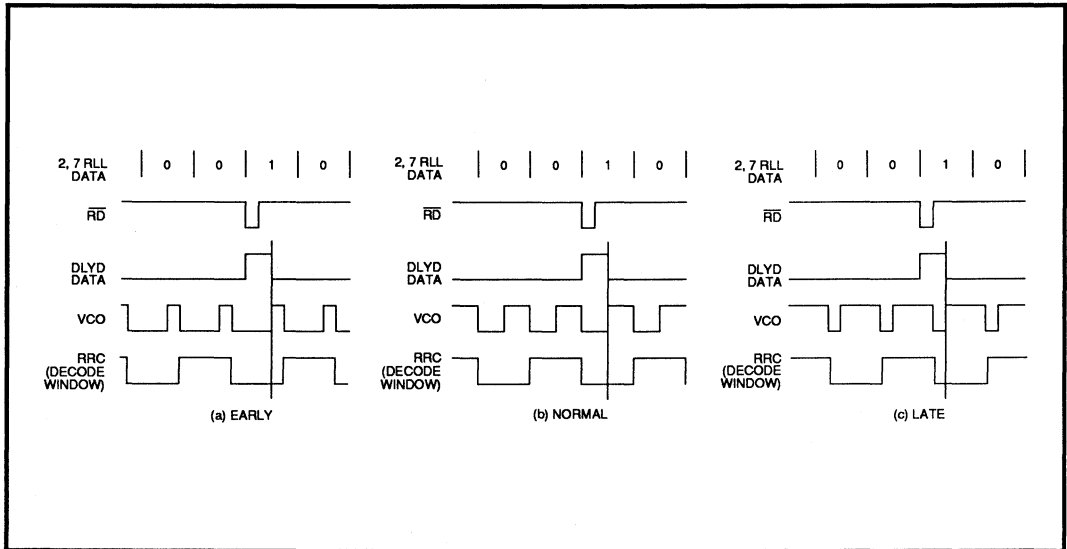 2, 7 RLL
DATA
0 0 1 0
RD
DLYD
DATA
VCO
RRC
(DECODE
WINDOW)
(a) EARLY
2, 7 RLL
DATA
0 0 1 0
RD
DLYD
DATA
VCO
RRC
(DECODE
WINDOW)
(b) NORMAL
2, 7 RLL
DATA
0 0 1 0
RD
DLYD
DATA
VCO
RRC
(DECODE
WINDOW)
(c) LATE